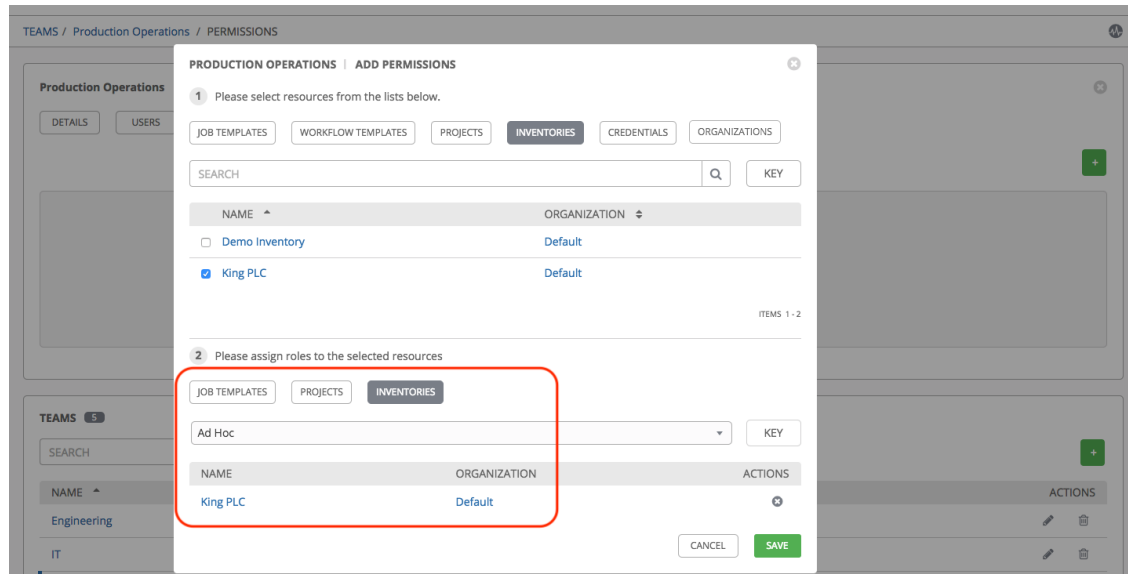 TEAMS / Production Operations / PERMISSIONS
PRODUCTION OPERATIONS | ADD PERMISSIONS
Production Operations
1 Please select resources from the lists below.
DETAILS USERS
JOB TEMPLATES WORKFLOW TEMPLATES PROJECTS INVENTORIES CREDENTIALS ORGANIZATIONS
SEARCH KEY
+
NAME ORGANIZATION
Demo Inventory Default
King PLC Default
ITEMS 1 - 2
2 Please assign roles to the selected resources
JOB TEMPLATES PROJECTS INVENTORIES
TEAMS 5
Ad Hoc KEY
SEARCH +
NAME ORGANIZATION ACTIONS
King PLC Default
NAME ACTIONS
Engineering
CANCEL SAVE
IT